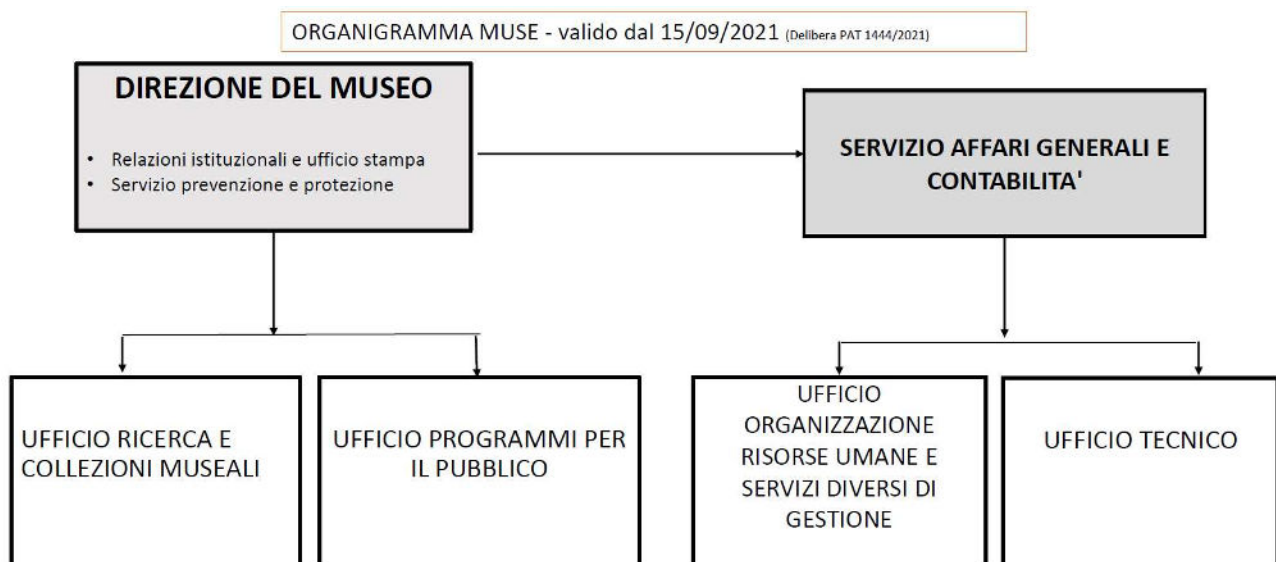 ORGANIGRAMMA MUSE - valido dal 15/09/2021 (Delibera PAT 1444/2021)
DIREZIONE DEL MUSEO
• Relazioni istituzionali e ufficio stampa
• Servizio prevenzione e protezione
SERVIZIO AFFARI GENERALI E
CONTABILITA'
UFFICIO RICERCA E
COLLEZIONI MUSEALI
UFFICIO PROGRAMMI PER
IL PUBBLICO
UFFICIO
ORGANIZZAZIONE
RISORSE UMANE E
SERVIZI DIVERSI DI
GESTIONE
UFFICIO TECNICO